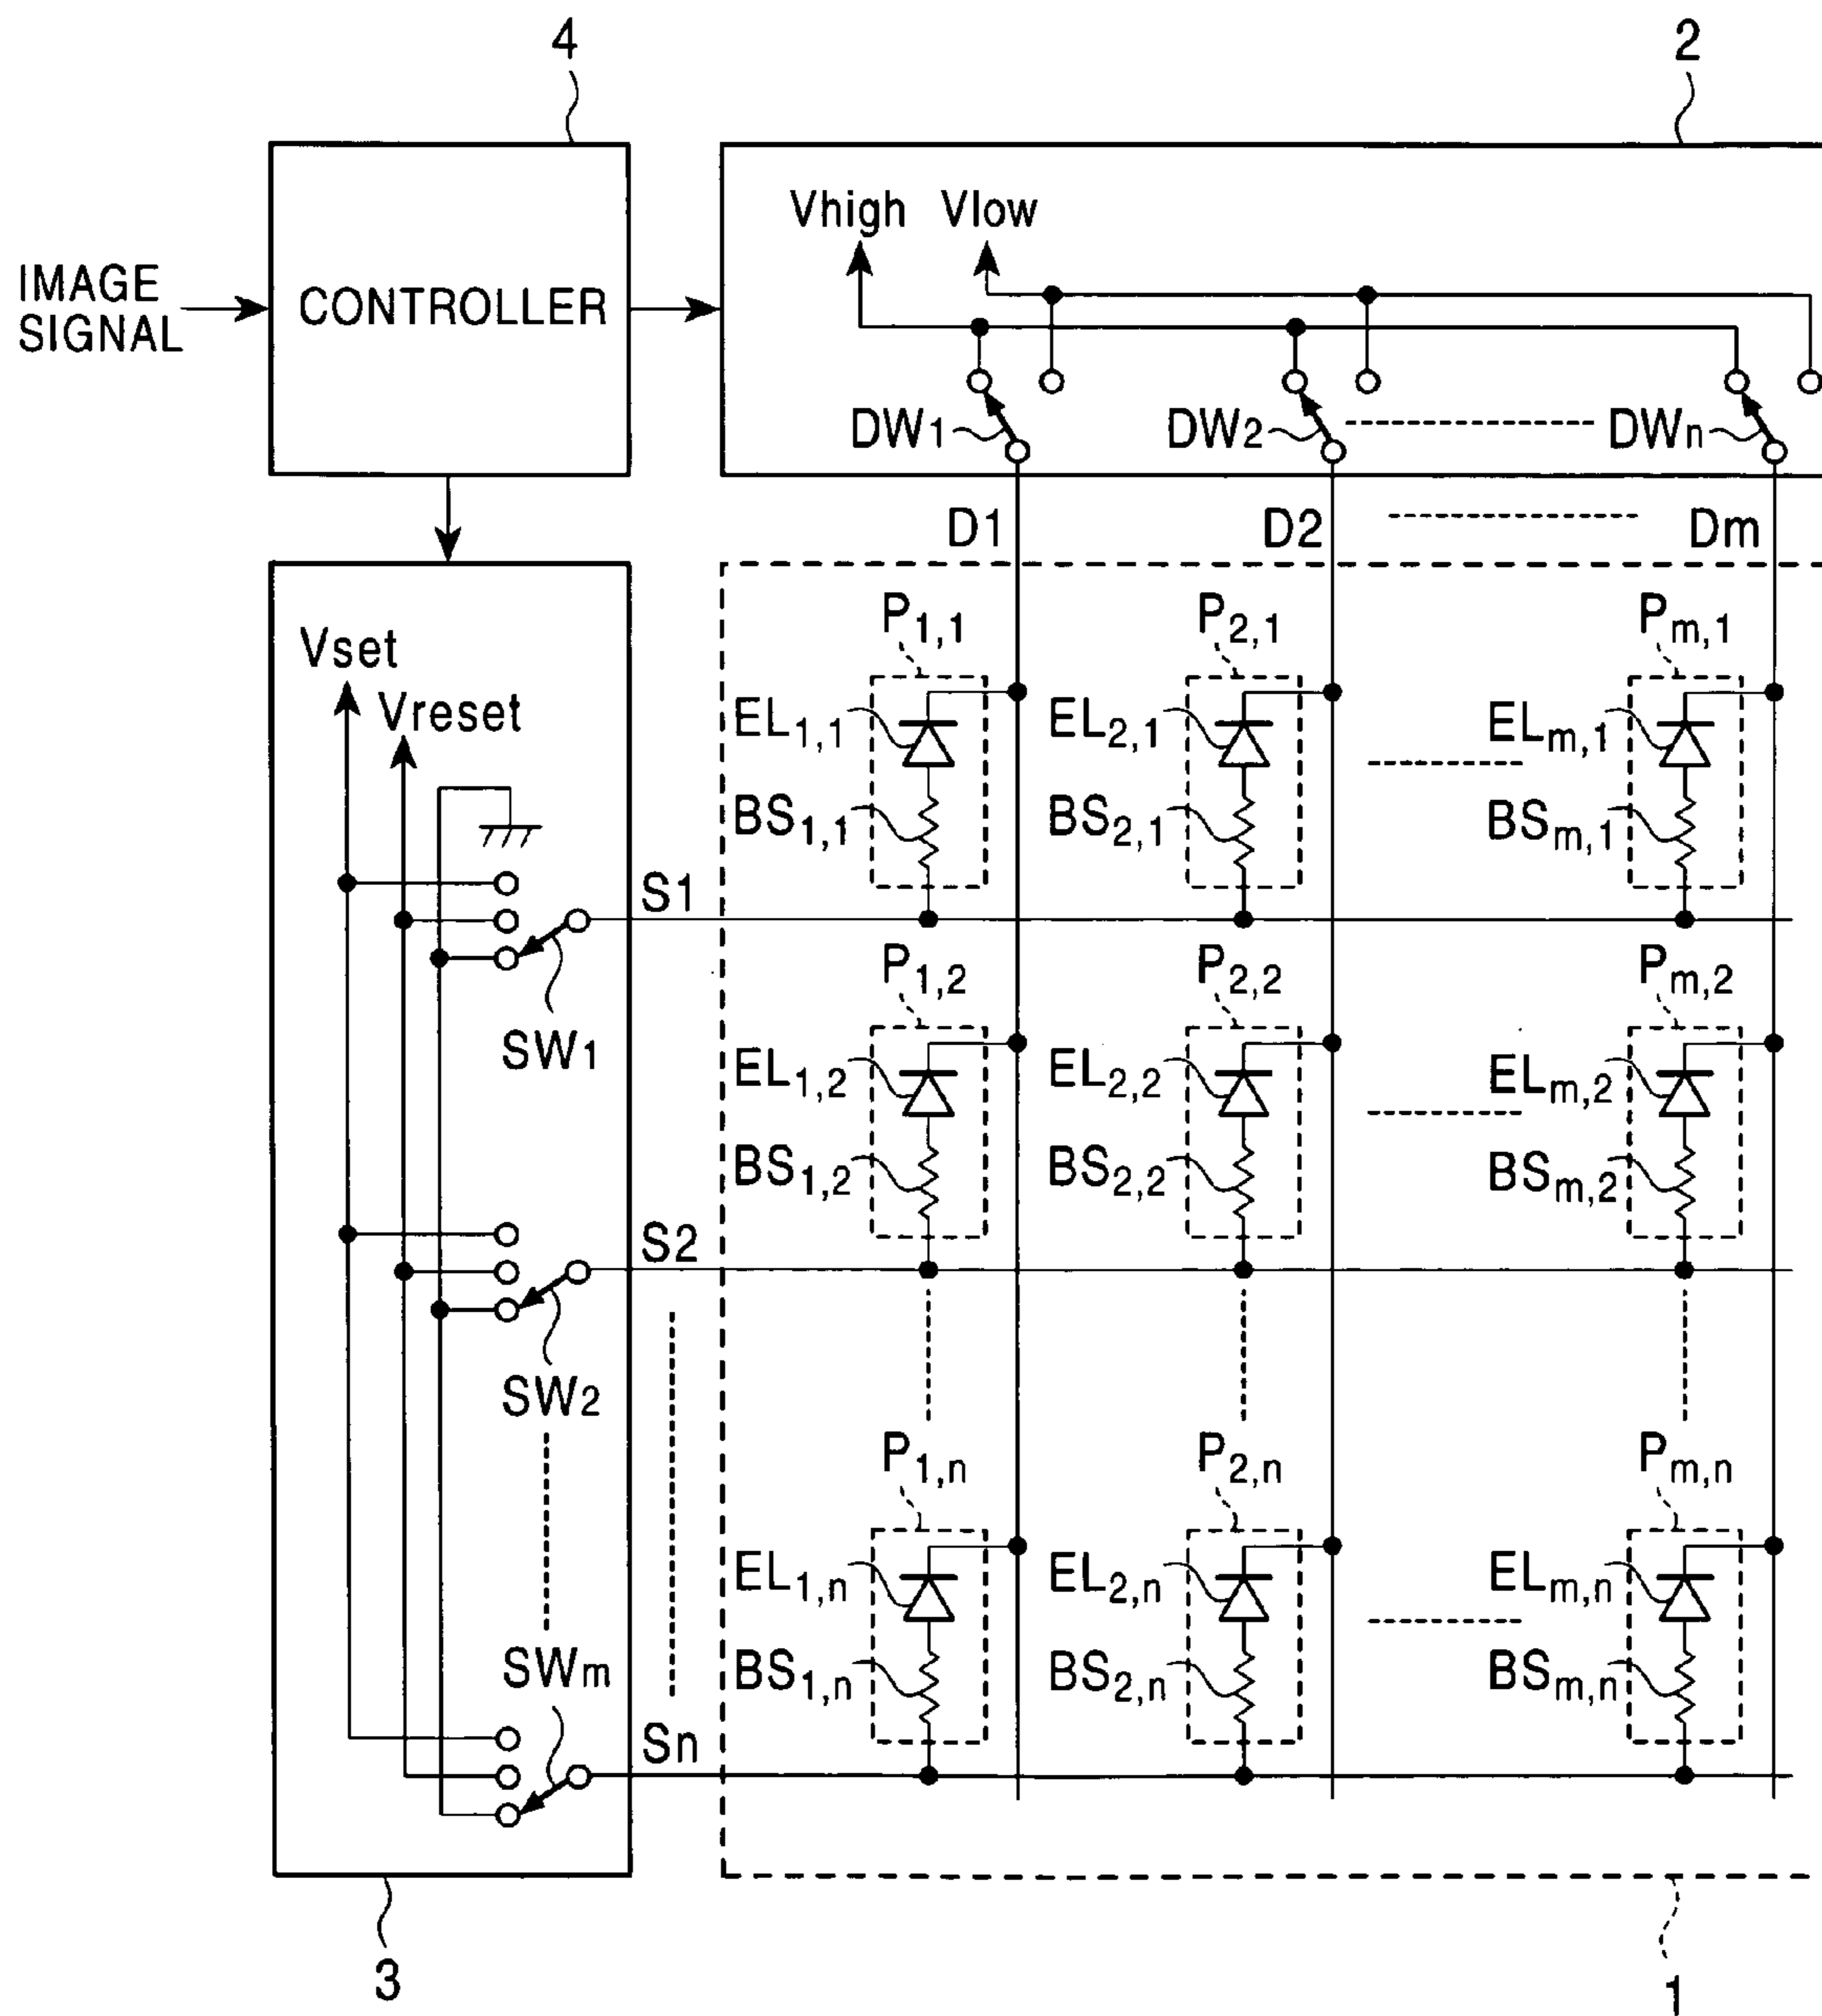 4
2
Vhigh Vlow
IMAGE
SIGNAL
CONTROLLER
DW1 DW2 DWn
D1 D2 Dm
Vset
Vreset
P1,1 P2,1 Pm,1
EL1,1 EL2,1 ELm,1
BS1,1 BS2,1 BSm,1
S1
SW1
P1,2 P2,2 Pm,2
EL1,2 EL2,2 ELm,2
BS1,2 BS2,2 BSm,2
S2
SW2
P1,n P2,n Pm,n
EL1,n EL2,n ELm,n
BS1,n BS2,n BSm,n
SWm
Sn
3
1